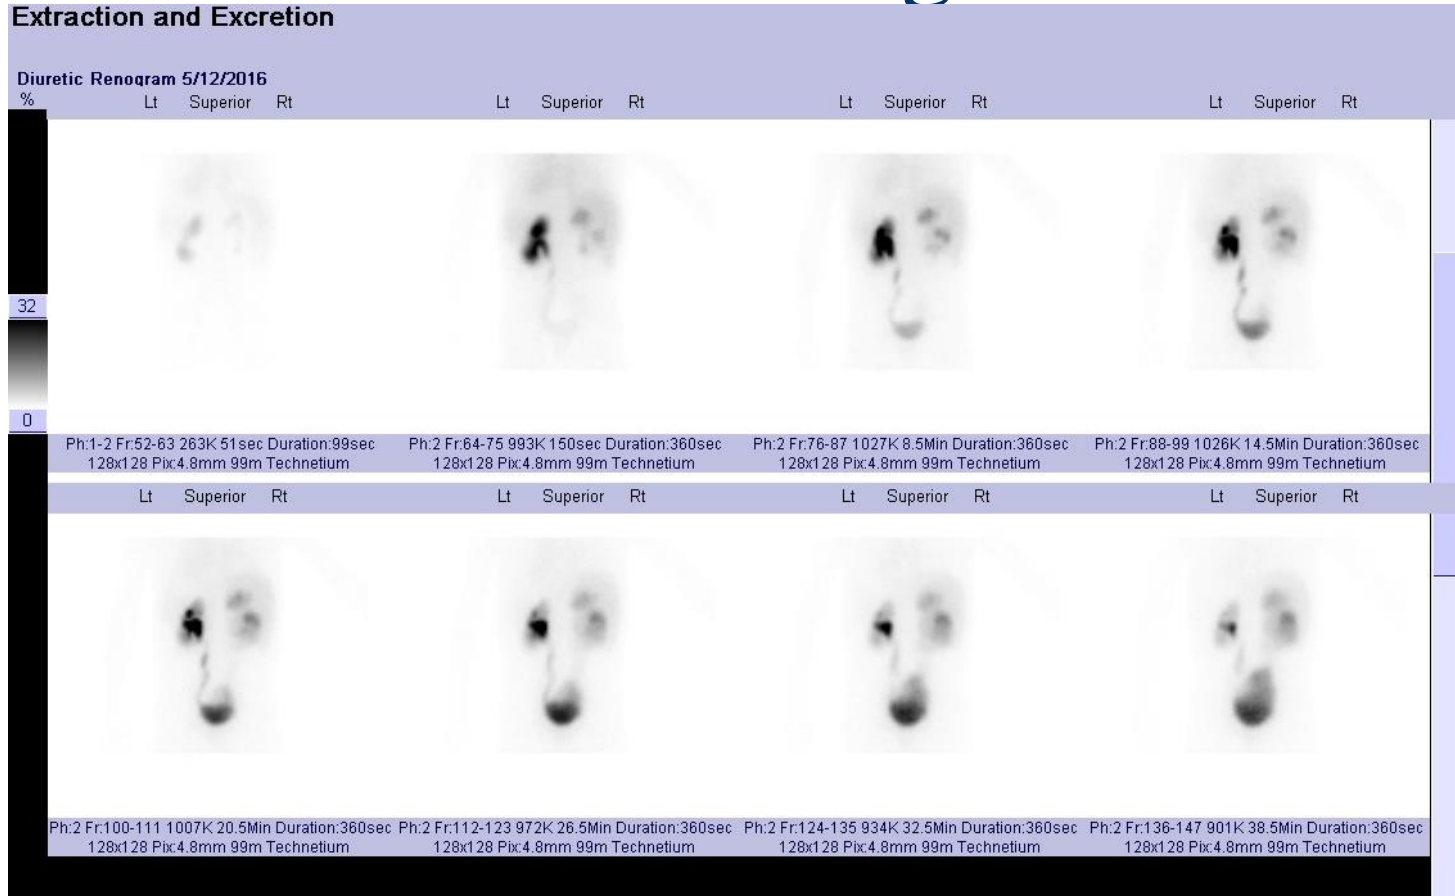 Extraction and Excretion
Diuretic Renogram 5/12/2016
% Lt Superior Rt Lt Superior Rt Lt Superior Rt Lt Superior Rt
32
0
Ph:1-2 Fr:52-63 263K 51sec Duration:99sec Ph:2 Fr:64-75 993K 150sec Duration:360sec Ph:2 Fr:76-87 1027K 8.5Min Duration:360sec Ph:2 Fr:88-99 1026K 14.5Min Duration:360sec
128x128 Pix:4.8mm 99m Technetium 128x128 Pix:4.8mm 99m Technetium 128x128 Pix:4.8mm 99m Technetium 128x128 Pix:4.8mm 99m Technetium
Lt Superior Rt Lt Superior Rt Lt Superior Rt Lt Superior Rt
Ph:2 Fr:100-111 1007K 20.5Min Duration:360sec Ph:2 Fr:112-123 972K 26.5Min Duration:360sec Ph:2 Fr:124-135 934K 32.5Min Duration:360sec Ph:2 Fr:136-147 901K 38.5Min Duration:360sec
128x128 Pix:4.8mm 99m Technetium 128x128 Pix:4.8mm 99m Technetium 128x128 Pix:4.8mm 99m Technetium 128x128 Pix:4.8mm 99m Technetium